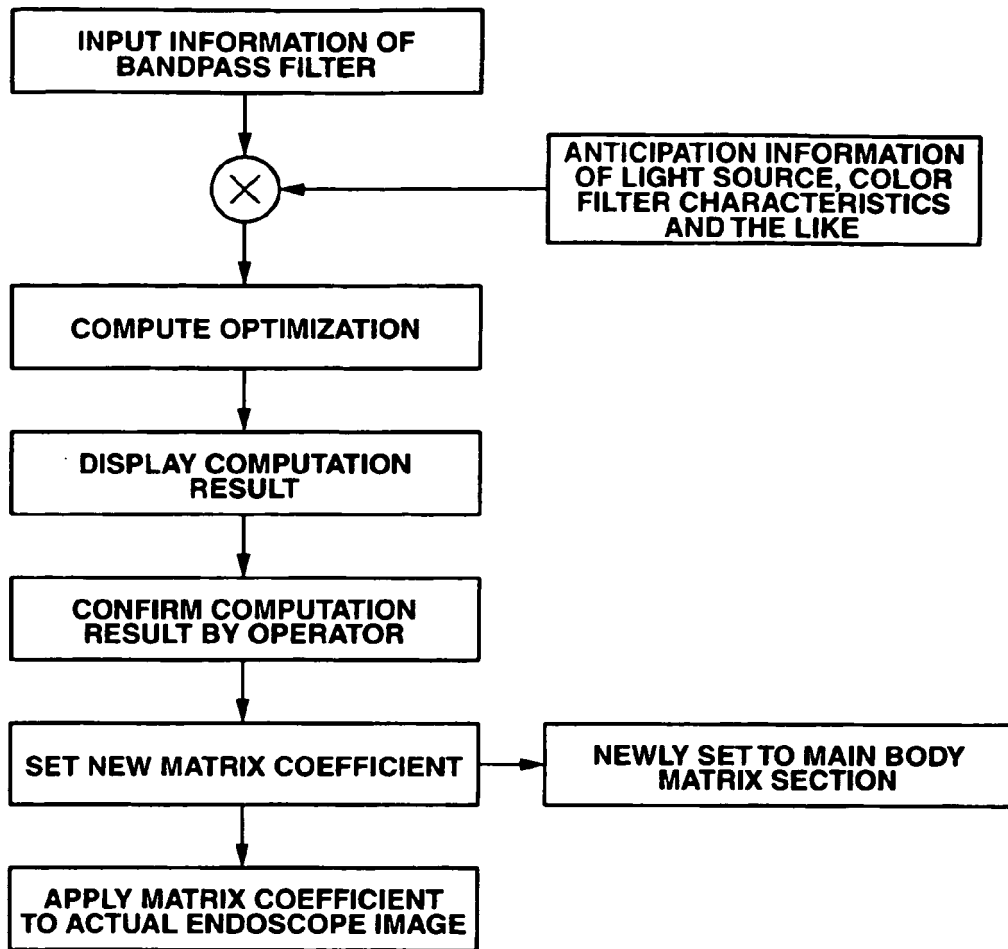 INPUT INFORMATION OF
BANDPASS FILTER
ANTICIPATION INFORMATION
OF LIGHT SOURCE, COLOR
FILTER CHARACTERISTICS
AND THE LIKE
COMPUTE OPTIMIZATION
DISPLAY COMPUTATION
RESULT
CONFIRM COMPUTATION
RESULT BY OPERATOR
SET NEW MATRIX COEFFICIENT
NEWLY SET TO MAIN BODY
MATRIX SECTION
APPLY MATRIX COEFFICIENT
TO ACTUAL ENDOSCOPE IMAGE